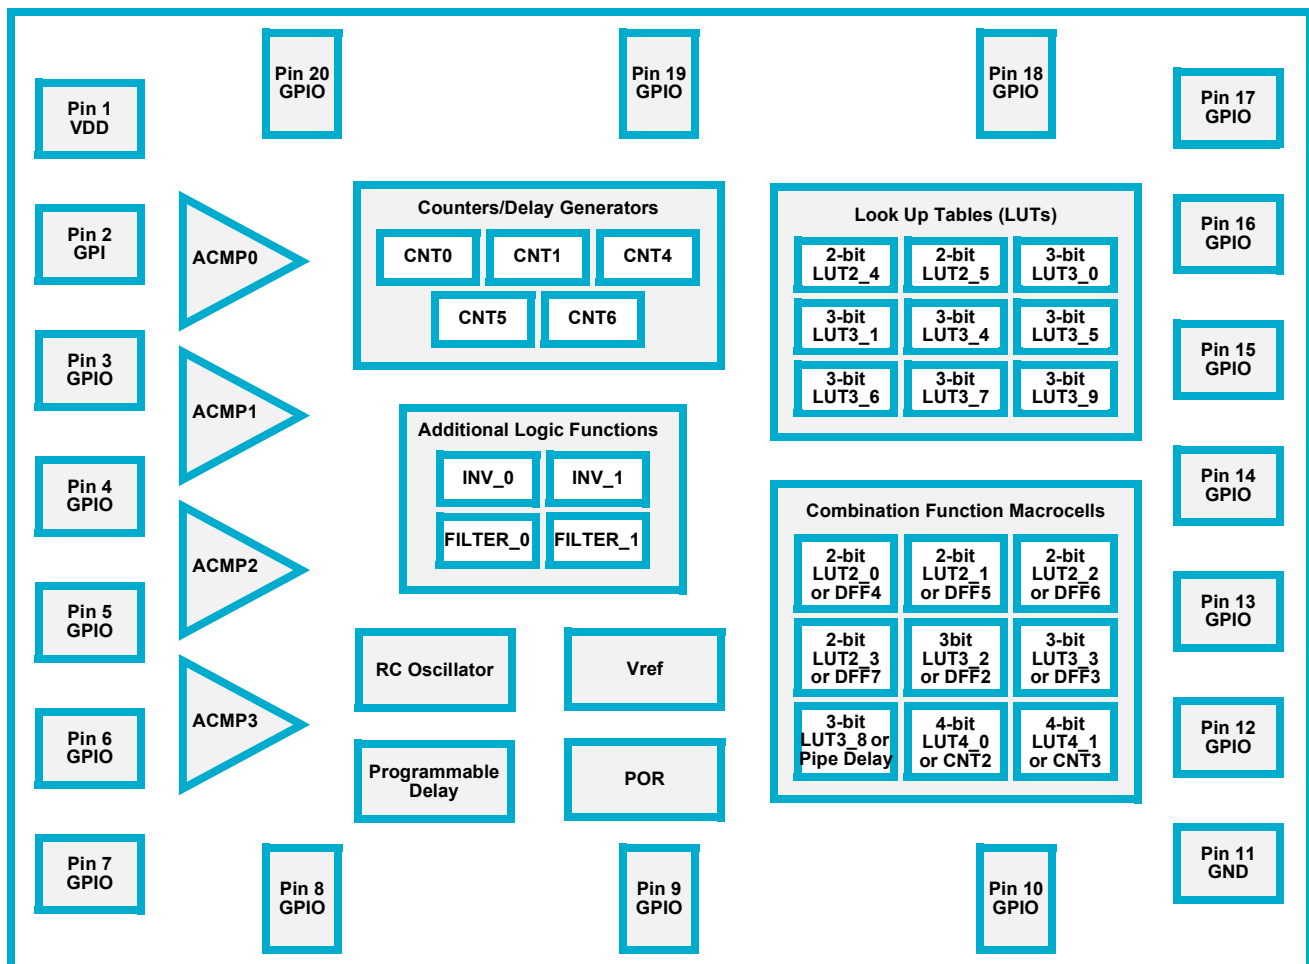 Pin 20
GPIO
Pin 19
GPIO
Pin 18
GPIO
Pin 1
VDD
Pin 17
GPIO
Pin 2
GPI
Pin 16
GPIO
Pin 3
GPIO
Pin 15
GPIO
Pin 4
GPIO
Pin 14
GPIO
Pin 5
GPIO
Pin 13
GPIO
Pin 6
GPIO
Pin 12
GPIO
Pin 7
GPIO
Pin 11
GND
Pin 8
GPIO
Pin 9
GPIO
Pin 10
GPIO
ACMP0
ACMP1
ACMP2
ACMP3
Counters/Delay Generators
CNT0
CNT1
CNT4
CNT5
CNT6
Additional Logic Functions
INV_0
INV_1
FILTER_0
FILTER_1
RC Oscillator
Vref
Programmable
Delay
POR
Look Up Tables (LUTs)
2-bit
LUT2_4
2-bit
LUT2_5
3-bit
LUT3_0
3-bit
LUT3_1
3-bit
LUT3_4
3-bit
LUT3_5
3-bit
LUT3_6
3-bit
LUT3_7
3-bit
LUT3_9
Combination Function Macrocells
2-bit
LUT2_0
or DFF4
2-bit
LUT2_1
or DFF5
2-bit
LUT2_2
or DFF6
2-bit
LUT2_3
or DFF7
3bit
LUT3_2
or DFF2
3-bit
LUT3_3
or DFF3
3-bit
LUT3_8 or
Pipe Delay
4-bit
LUT4_0
or CNT2
4-bit
LUT4_1
or CNT3